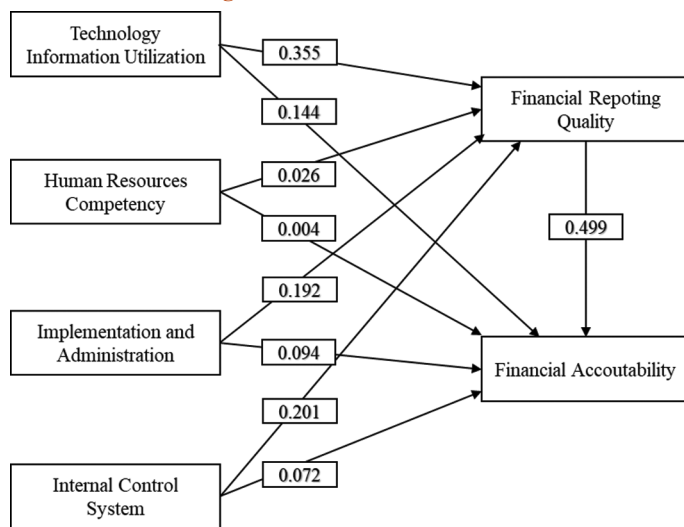 Technology
Information Utilization
0.355
0.144
Financial Repoting
Quality
Human Resources
Competency
0.026
0.004
0.499
0.192
Implementation and
Administration
0.094
Financial Accoutability
0.201
0.072
Internal Control
System